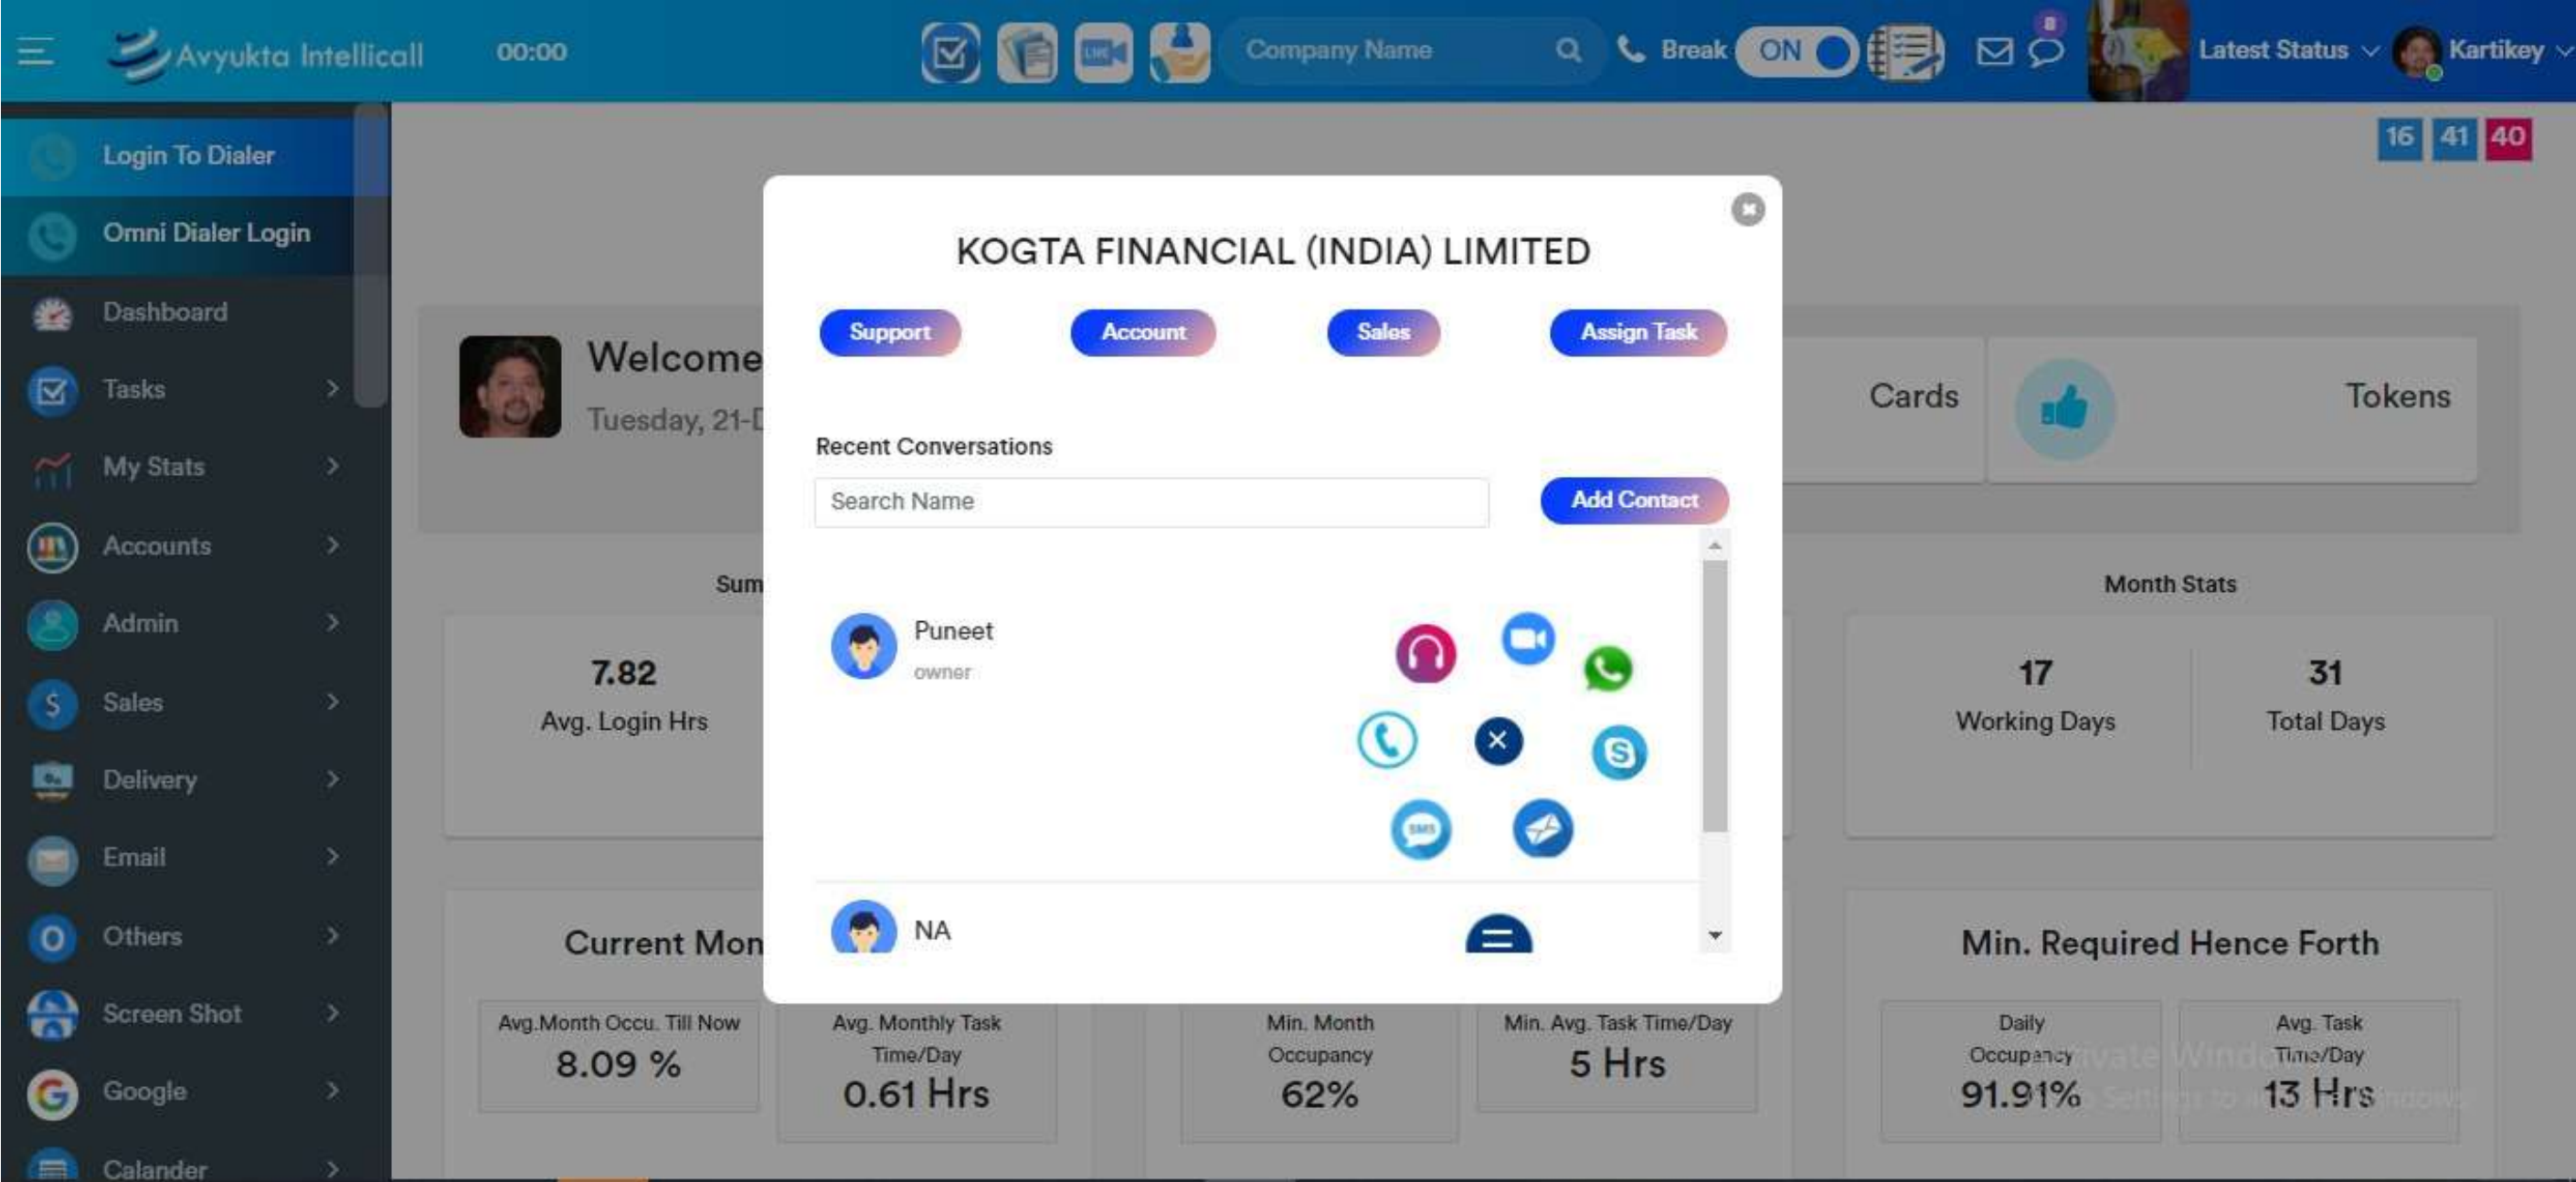 Avyukta Intellicall
00:00
LIVE
Company Name
Break ON
8
Latest Status
Kartikey
16 41 40
Login To Dialer
Omni Dialer Login
Dashboard
Tasks
My Stats
Accounts
Admin
Sales
Delivery
Email
Others
Screen Shot
Google
Calander
Welcome
Tuesday, 21-D
Cards
Tokens
KOGTA FINANCIAL (INDIA) LIMITED
Support Account Sales Assign Task
Recent Conversations
Search Name
Add Contact
Puneet
owner
SMS
NA
Sum
7.82
Avg. Login Hrs
Month Stats
17
Working Days
31
Total Days
Current Mon
Avg.Month Occu. Till Now
8.09 %
Avg. Monthly Task
Time/Day
0.61 Hrs
Min. Month
Occupancy
62%
Min. Avg. Task Time/Day
5 Hrs
Min. Required Hence Forth
Daily
Occupancy
91.91%
Avg. Task
Time/Day
13 Hrs